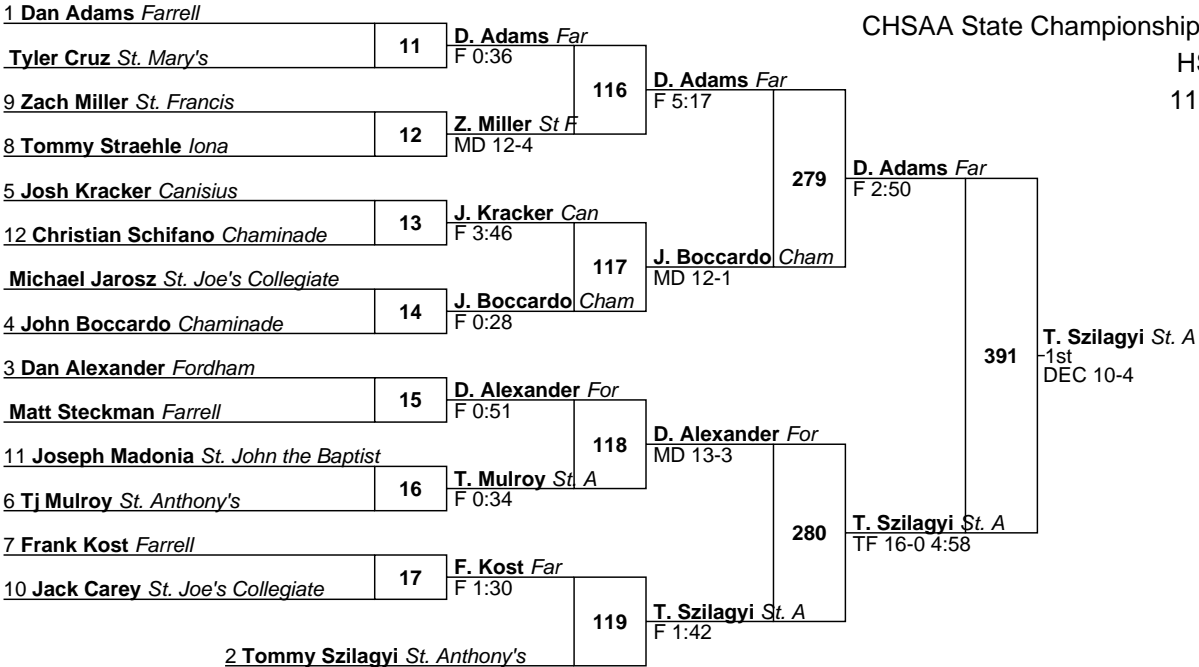 1 Dan Adams Farrell
Tyler Cruz St. Mary's
9 Zach Miller St. Francis
8 Tommy Straehle Iona
5 Josh Kracker Canisius
12 Christian Schifano Chaminade
Michael Jarosz St. Joe's Collegiate
4 John Boccardo Chaminade
3 Dan Alexander Fordham
Matt Steckman Farrell
11 Joseph Madonia St. John the Baptist
6 Tj Mulroy St. Anthony's
7 Frank Kost Farrell
10 Jack Carey St. Joe's Collegiate
2 Tommy Szilagyi St. Anthony's
11
12
13
14
15
16
17
D. Adams Far
F 0:36
Z. Miller St F
MD 12-4
J. Kracker Can
F 3:46
J. Boccardo Cham
F 0:28
D. Alexander For
F 0:51
T. Mulroy St. A
F 0:34
F. Kost Far
F 1:30
116
117
118
119
D. Adams Far
F 5:17
J. Boccardo Cham
MD 12-1
D. Alexander For
MD 13-3
T. Szilagyi St. A
F 1:42
279
280
D. Adams Far
F 2:50
T. Szilagyi St. A
TF 16-0 4:58
391
T. Szilagyi St. A
1st
DEC 10-4
CHSAA State Championship
HS
11